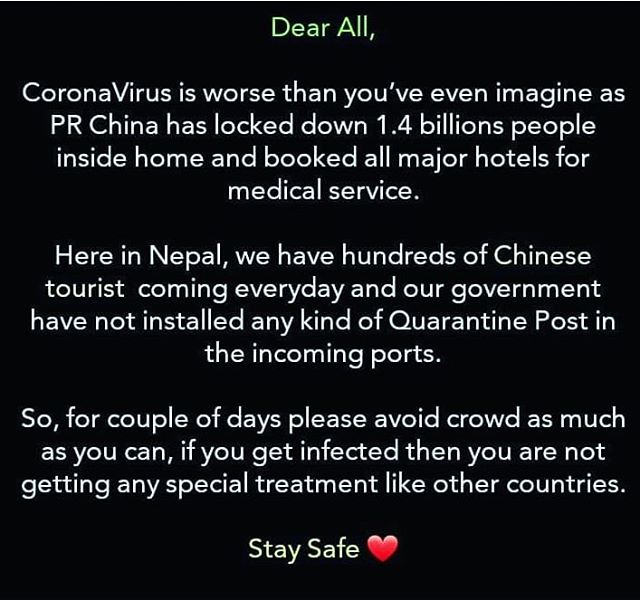 Dear All,
CoronaVirus is worse than you've even imagine as
PR China has locked down 1.4 billions people
inside home and booked all major hotels for
medical service.
Here in Nepal, we have hundreds of Chinese
tourist  coming everyday and our government
have not installed any kind of Quarantine Post in
the incoming ports.
So, for couple of days please avoid crowd as much
as you can, if you get infected then you are not
getting any special treatment like other countries.
Stay Safe ❤️